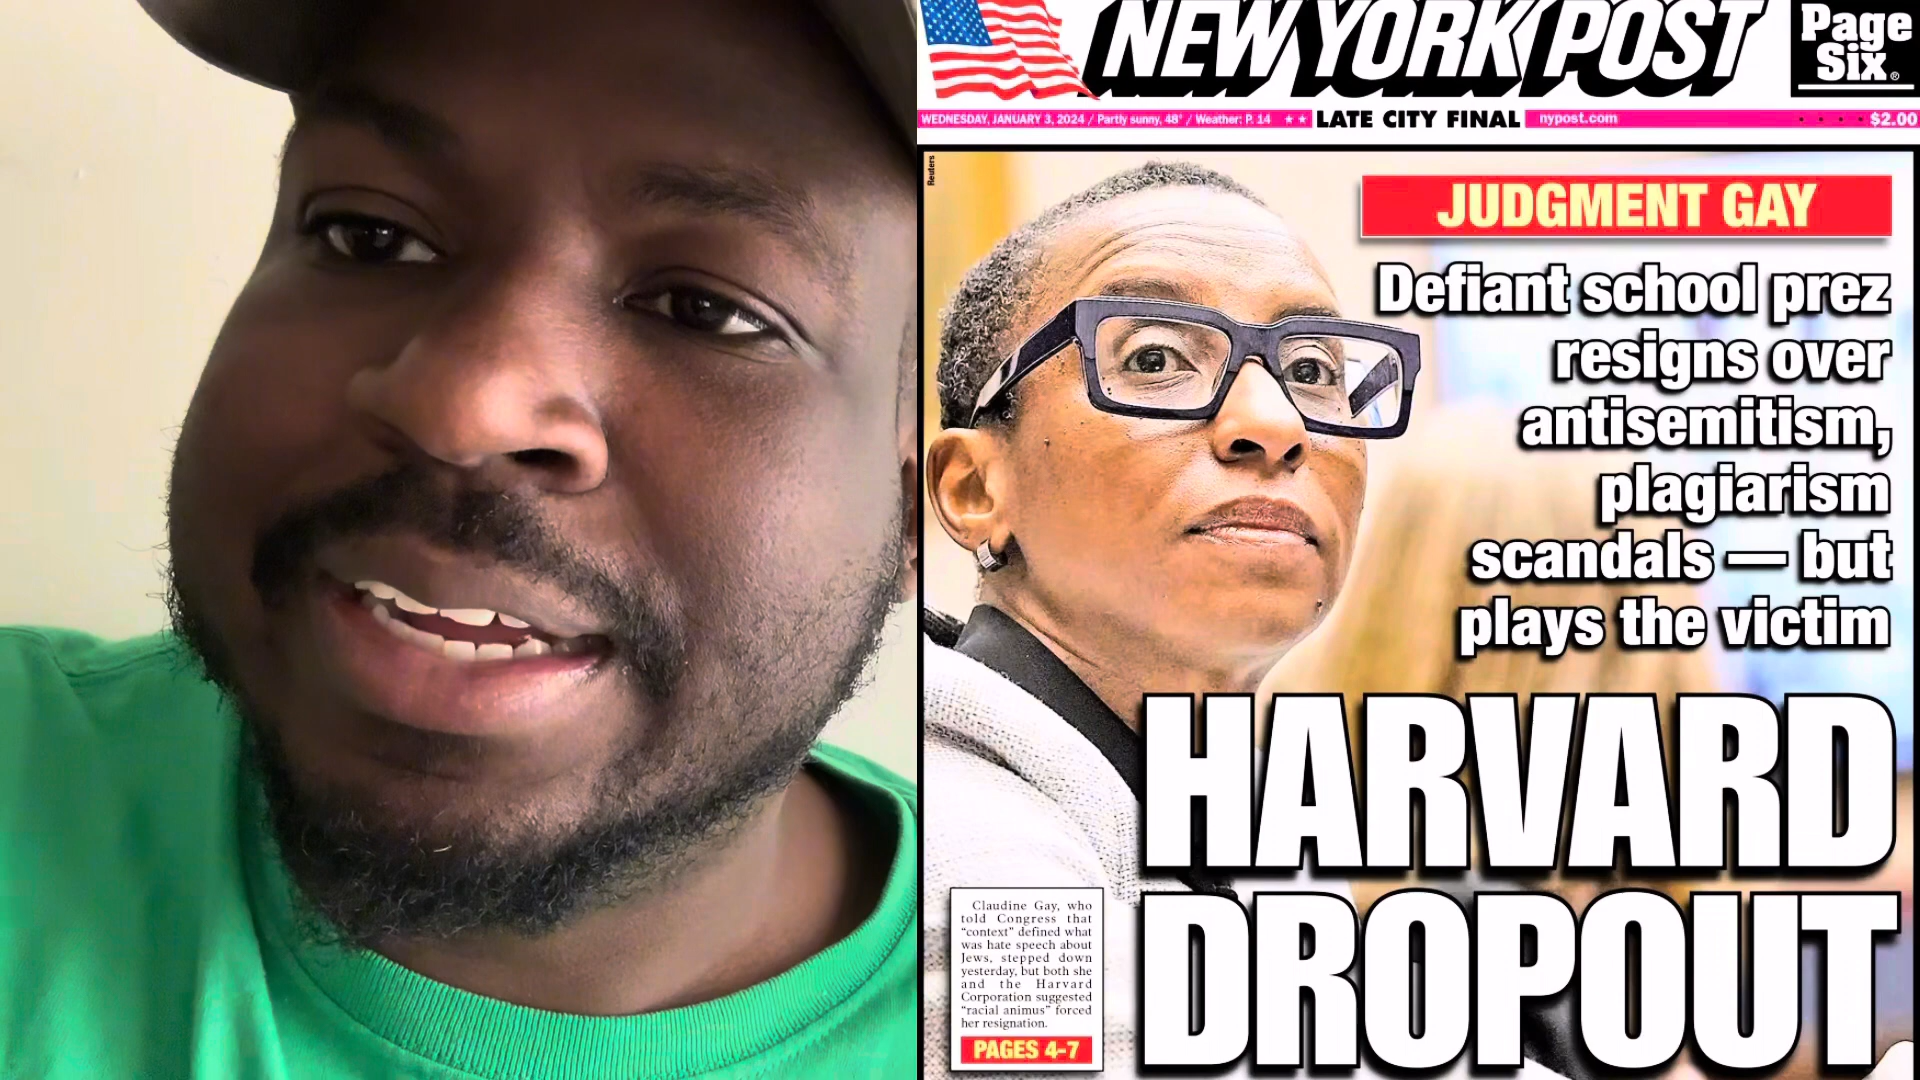 NEW YORK POST
Page
Six®
WEDNESDAY, JANUARY 3, 2024 / Partly sunny, 48° / Weather: P. 14 ★★ LATE CITY FINAL nypost.com $2.00
Reuters
JUDGMENT GAY
Defiant school prez
resigns over
antisemitism,
plagiarism
scandals — but
plays the victim
HARVARD
DROPOUT
Claudine Gay, who
told Congress that
“context” defined what
was hate speech about
Jews, stepped down
yesterday, but both she
and the Harvard
Corporation suggested
“racial animus” forced
her resignation.
PAGES 4-7